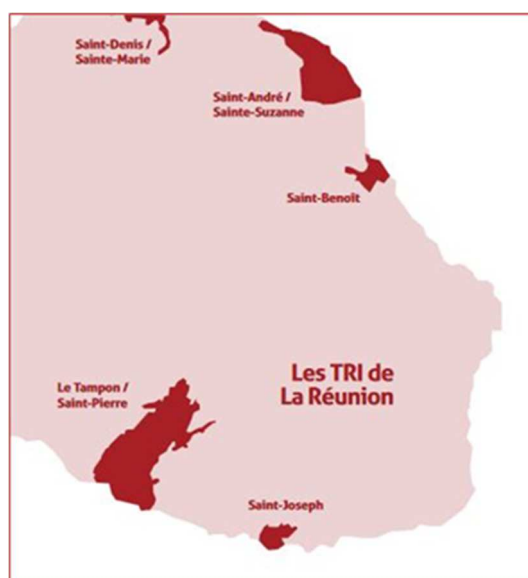 Saint-Denis /
Sainte-Marie
Saint-André /
Sainte-Suzanne
Saint-Benoît
Les TRI de
La Réunion
Le Tampon /
Saint-Pierre
Saint-Joseph